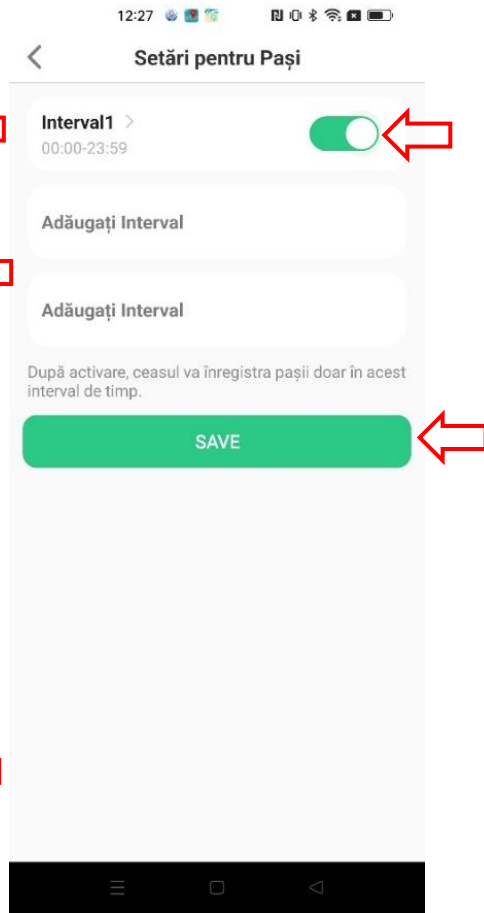 12:27
Setări pentru Pași
Interval1 >
00:00-23:59
Adăugați Interval
Adăugați Interval
După activare, ceasul va înregistra pașii doar în acest
interval de timp.
SAVE